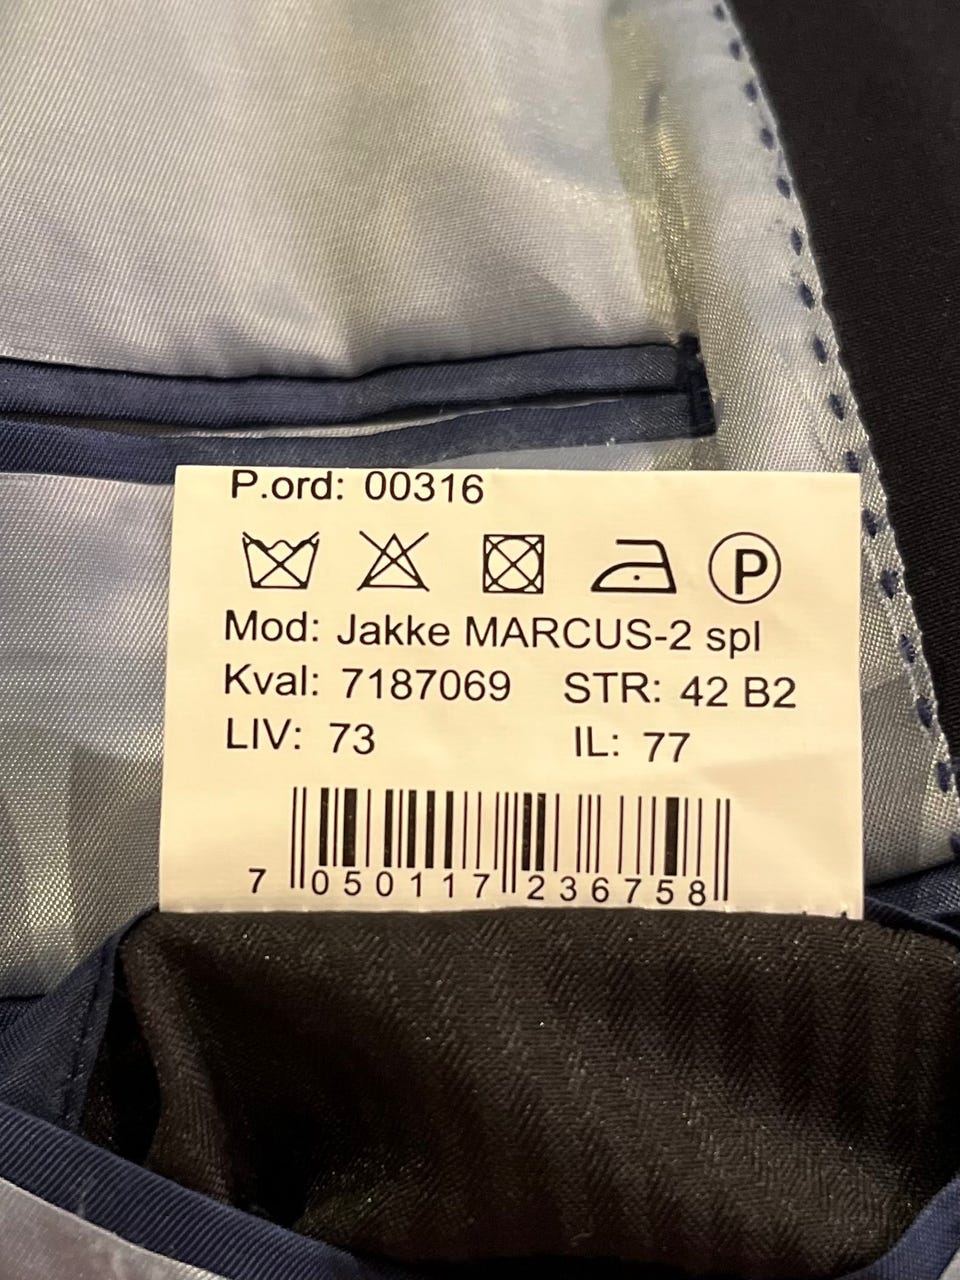 P.ord: 00316
P
Mod: Jakke MARCUS-2 spl
Kval: 7187069 STR: 42 B2
LIV: 73 IL: 77
7 050117 236758